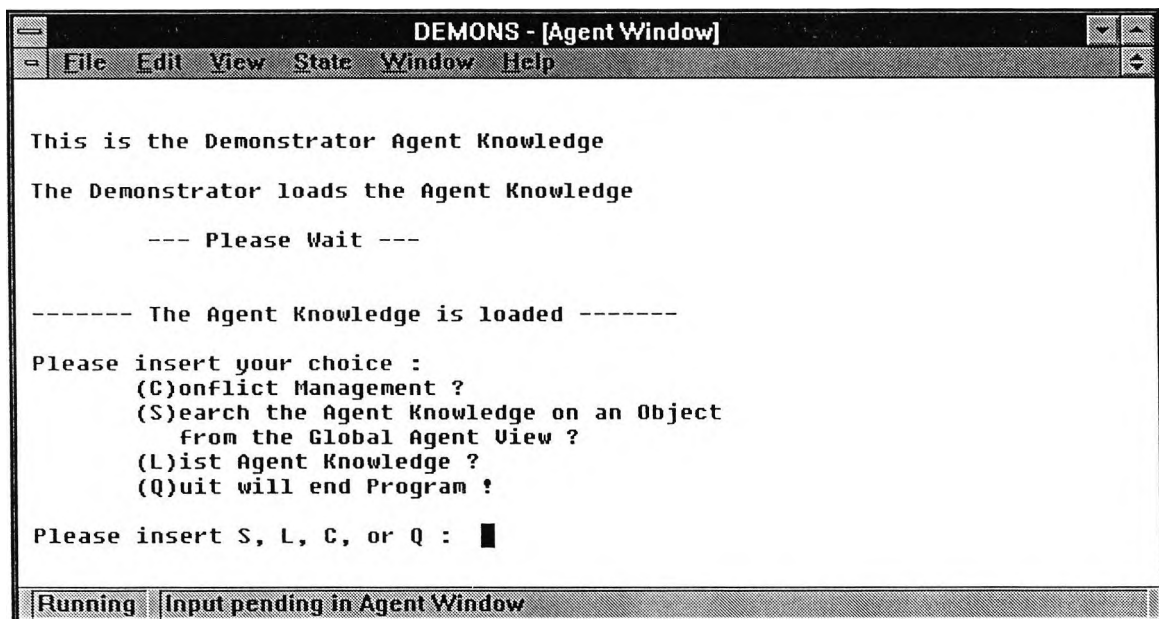 DEMONS - [Agent Window]
File Edit View State Window Help
This is the Demonstrator Agent Knowledge
The Demonstrator loads the Agent Knowledge
--- Please Wait ---
------- The Agent Knowledge is loaded -------
Please insert your choice :
(C)onflict Management ?
(S)earch the Agent Knowledge on an Object
from the Global Agent View ?
(L)ist Agent Knowledge ?
(Q)uit will end Program !
Please insert S, L, C, or Q :
Running Input pending in Agent Window